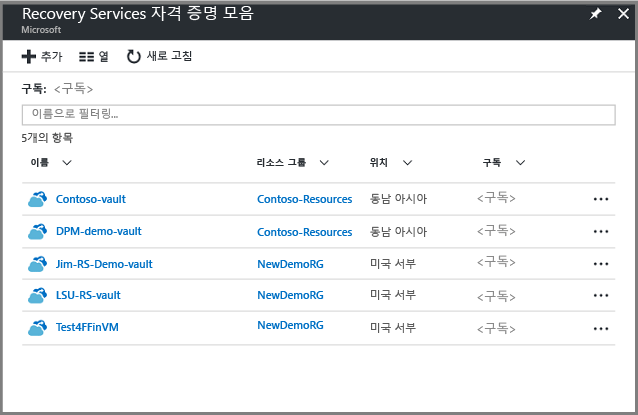 Recovery Services 자격 증명 모음
Microsoft
추가 열 새로 고침
구독: <구독>
이름으로 필터링...
5개의 항목
이름 리소스 그룹 위치 구독
Contoso-vault Contoso-Resources 동남 아시아 <구독>
DPM-demo-vault Contoso-Resources 동남 아시아 <구독>
Jim-RS-Demo-vault NewDemoRG 미국 서부 <구독>
LSU-RS-vault NewDemoRG 미국 서부 <구독>
Test4FFinVM NewDemoRG 미국 서부 <구독>